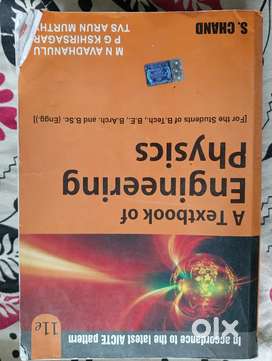 In accordance to the latest AICTE pattern
11e
A Textbook of
Engineering
Physics
[For the Students of B.Tech., B.E., B.Arch. and B.Sc. (Engg.)]
M N AVADHANULU
P G KSHIRSAGAR
TVS ARUN MURTHY
S. CHAND
olx